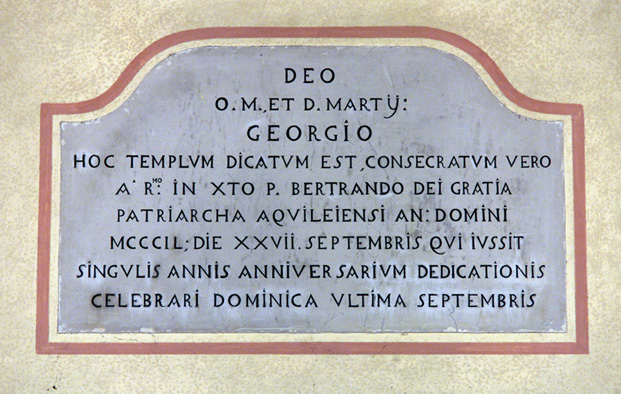 DEO
O. M. ET D. MARTӰ:
GEORGIO
HOC TEMPLVM DICATVM EST, CONSECRATUM VERO
A' R.MO IN XTO P. BERTRANDO DEI GRATIA
PATRIARCHA AQVILEIENSI AN: DOMINI
MCCCIL; DIE XXVII. SEPTEMBRIS QVI IVSSIT
SINGVLIS ANNIS ANNIVERSARIVM DEDICATIONIS
CELEBRARI DOMINICA VLTIMA SEPTEMBRIS